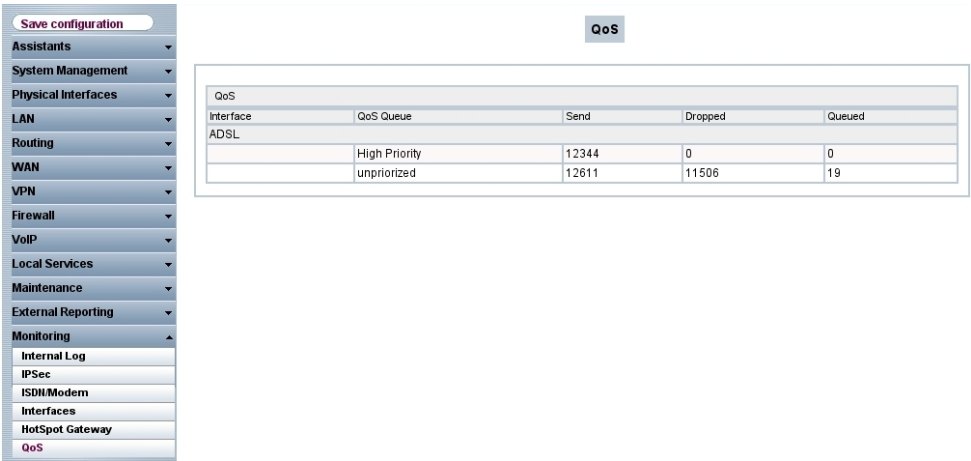 Save configuration
Assistants
System Management
Physical Interfaces
LAN
Routing
WAN
VPN
Firewall
VoIP
Local Services
Maintenance
External Reporting
Monitoring
Internal Log
IPSec
ISDN/Modem
Interfaces
HotSpot Gateway
QoS
QoS
QoS
Interface QoS Queue Send Dropped Queued
ADSL
High Priority 12344 0 0
unpriorized 12611 11506 19